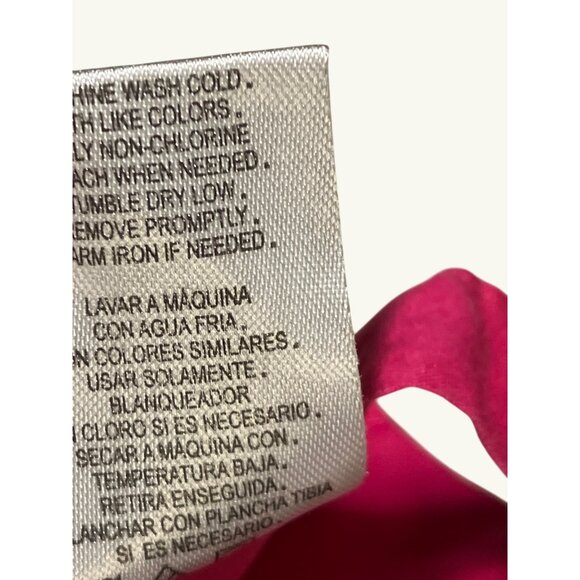 HINE WASH COLD.
TH LIKE COLORS.
LY NON-CHLORINE
ACH WHEN NEEDED.
TUMBLE DRY LOW.
REMOVE PROMPTLY.
ARM IRON IF NEEDED.
LAVAR A MÁQUINA
CON AGUA FRIA.
N COLORES SIMILARES.
USAR SOLAMENTE.
BLANQUEADOR
N CLORO SI ES NECESARIO.
SECAR A MÁQUINA CON.
TEMPERATURA BAJA.
RETIRA ENSEGUIDA.
LANCHAR CON PLANCHA TIBIA
SI ES NECESARIO.